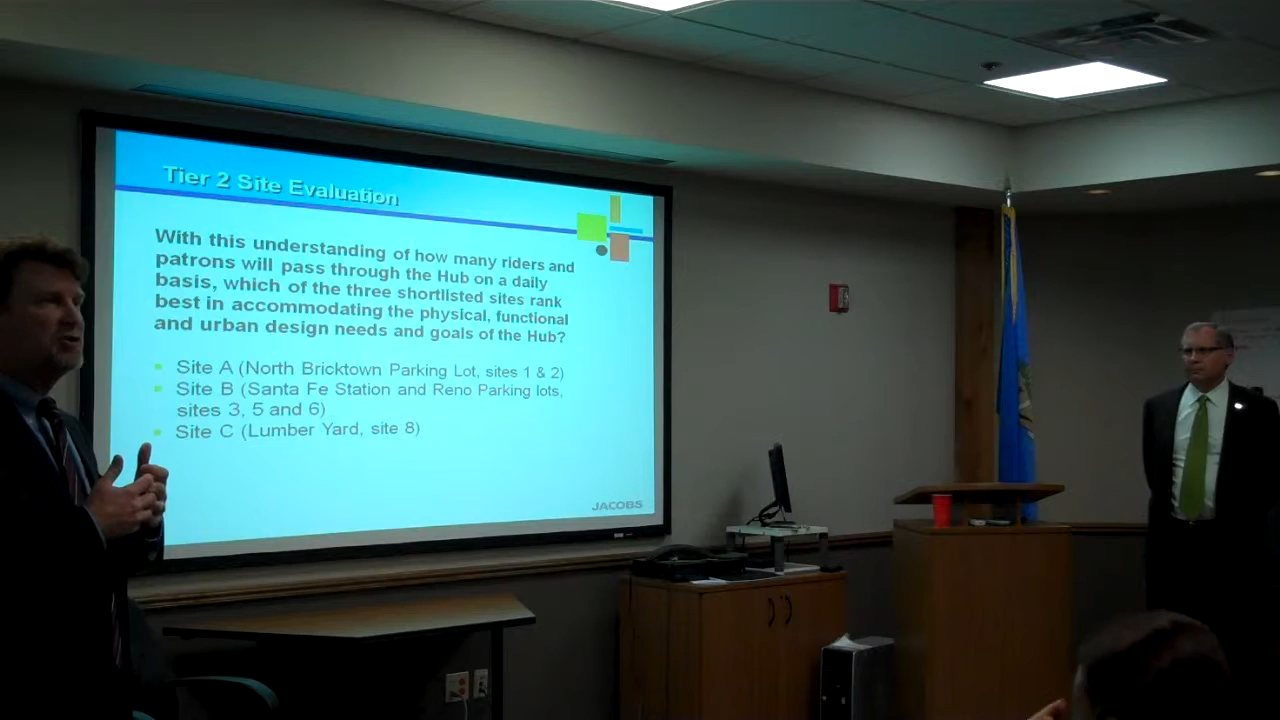 Tier 2 Site Evaluation
With this understanding of how many riders and
patrons will pass through the Hub on a daily
basis, which of the three shortlisted sites rank
best in accommodating the physical, functional
and urban design needs and goals of the Hub?
Site A (North Bricktown Parking Lot, sites 1 & 2)
Site B (Santa Fe Station and Reno Parking lots,
sites 3, 5 and 6)
Site C (Lumber Yard, site 8)
JACOBS